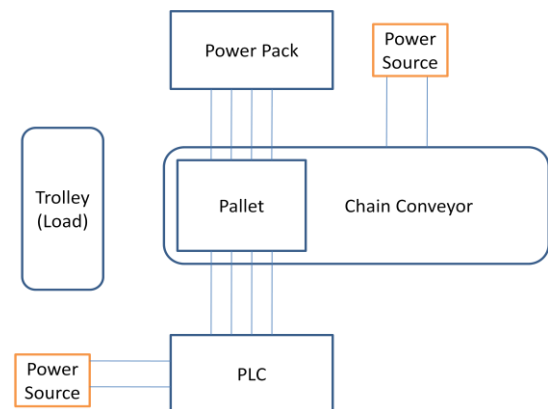 Power Pack
Power
Source
Trolley
(Load)
Pallet
Chain Conveyor
Power
Source
PLC